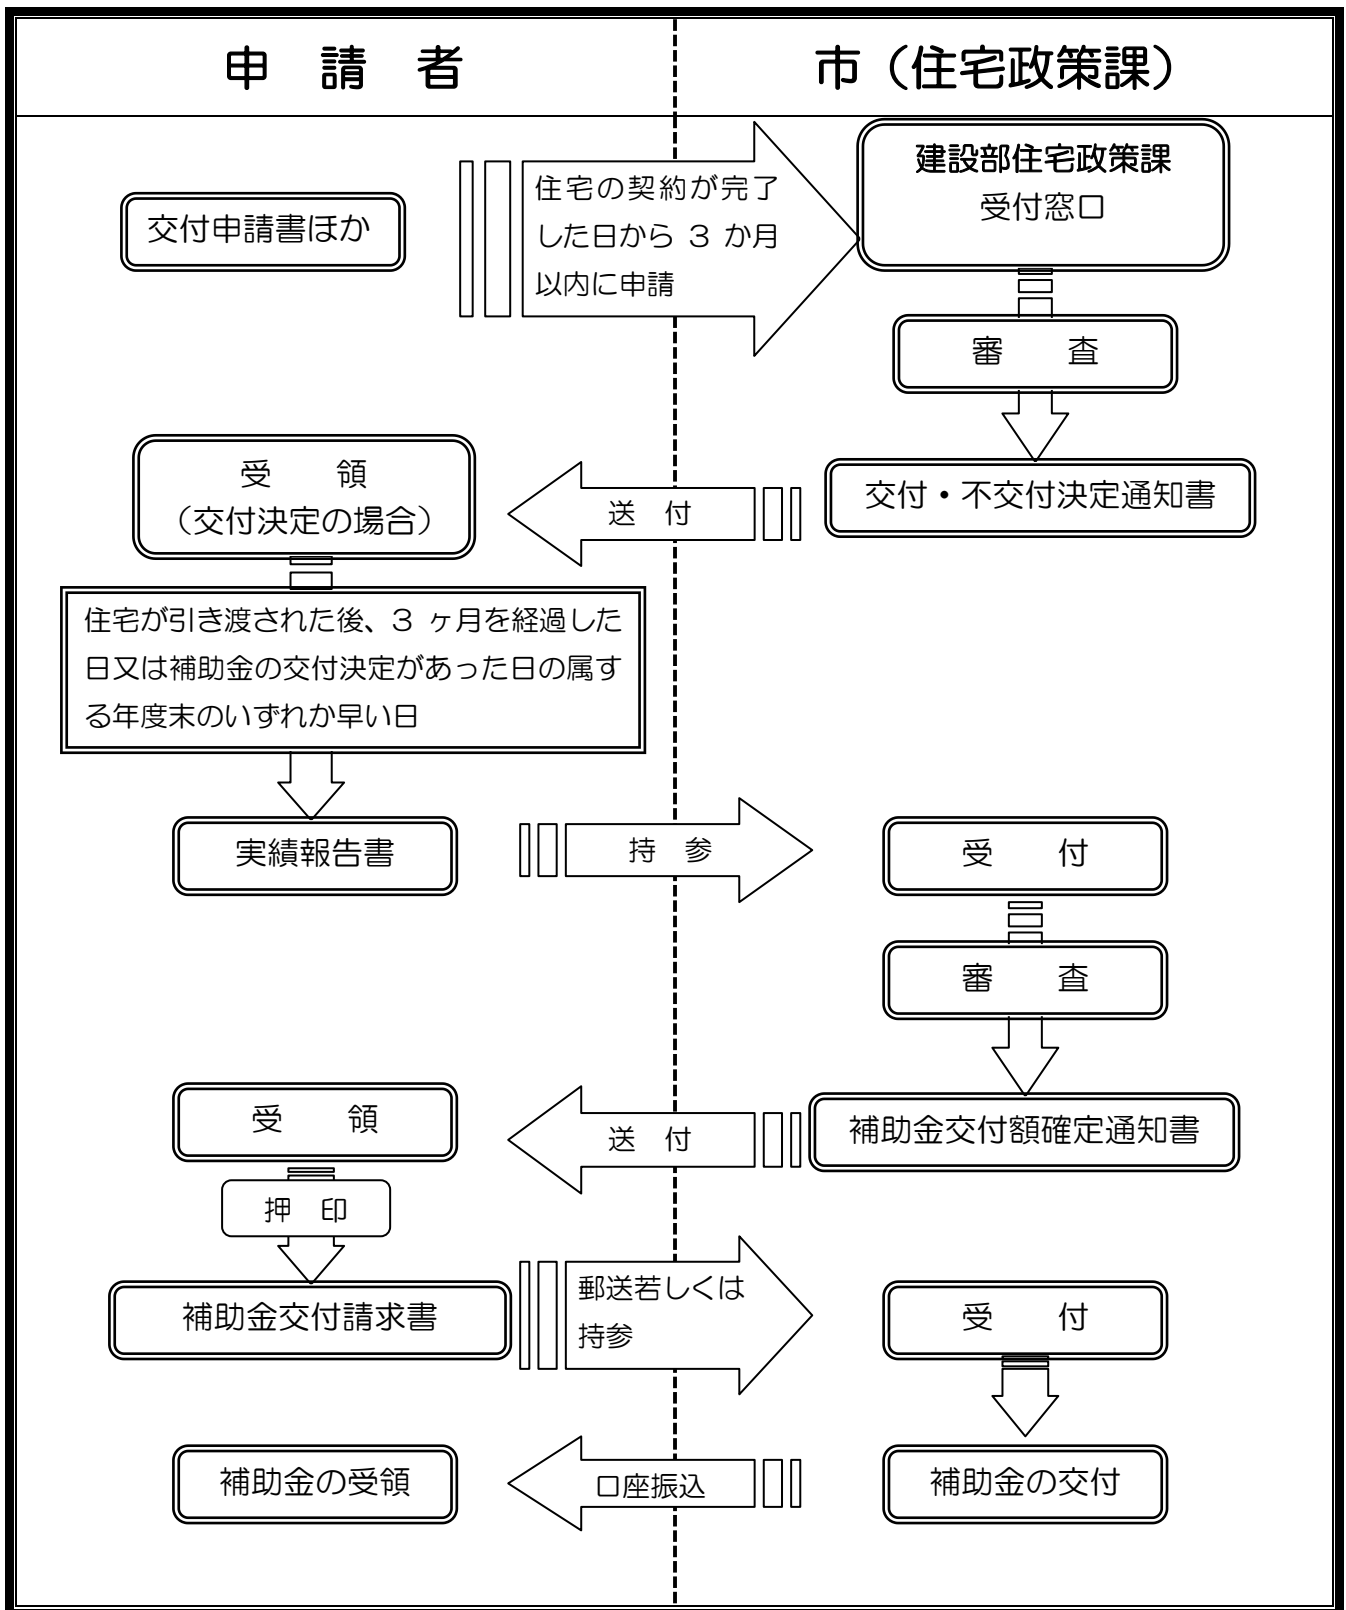 申 請 者
市（住宅政策課）
交付申請書ほか
住宅の契約が完了
した日から 3 か月
以内に申請
建設部住宅政策課
受付窓口
審 査
交付・不交付決定通知書
送 付
受 領
（交付決定の場合）
住宅が引き渡された後、3 ヶ月を経過した
日又は補助金の交付決定があった日の属す
る年度末のいずれか早い日
実績報告書
持 参
受 付
審 査
補助金交付額確定通知書
送 付
受 領
押 印
補助金交付請求書
郵送若しくは
持参
受 付
補助金の交付
口座振込
補助金の受領